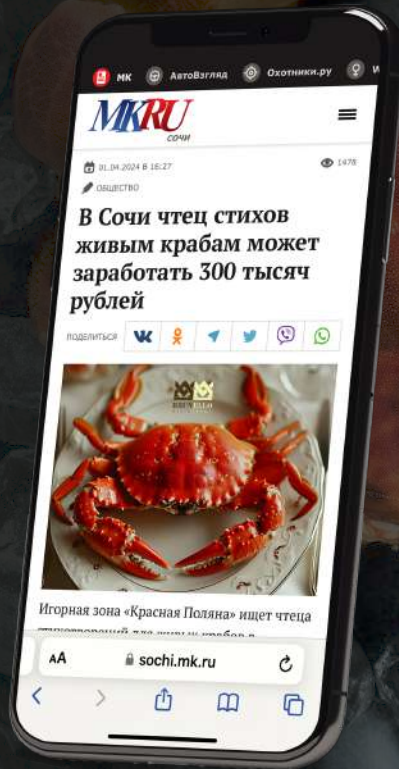 МК АвтоВзгляд Охотники.ру
MKRU
СОЧИ
01.04.2024 В 16:27 1478
ОБЩЕСТВО
В Сочи чтец стихов
живым крабам может
заработать 300 тысяч
рублей
ПОДЕЛИТЬСЯ
Игорная зона «Красная Поляна» ищет чтеца
AA sochi.mk.ru